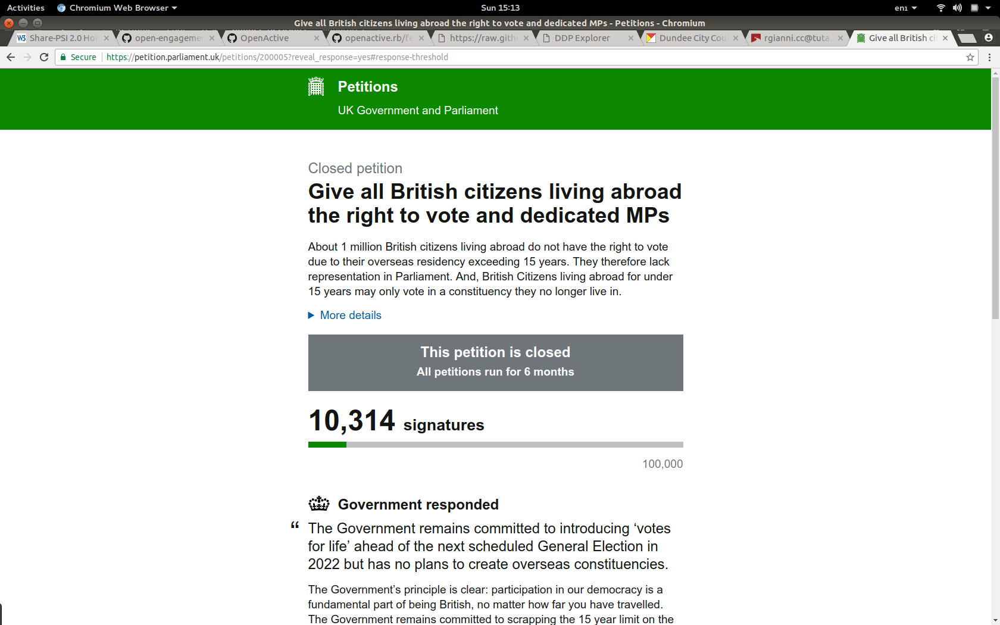 Activities
Chromium Web Browser
Sun 15:13
en1
Give all British citizens living abroad the right to vote and dedicated MPs - Petitions - Chromium
Share-PSI 2.0 Ho
open-engageme
OpenActive
openactive.rb/fe
https://raw.gith
DDP Explorer
Dundee City Cou
rgianni.cc@tuta.
Give all British ci
Secure
https://petition.parliament.uk/petitions/200005?reveal_response=yes#response-threshold
Petitions
UK Government and Parliament
Closed petition
Give all British citizens living abroad
the right to vote and dedicated MPs
About 1 million British citizens living abroad do not have the right to vote
due to their overseas residency exceeding 15 years. They therefore lack
representation in Parliament. And, British Citizens living abroad for under
15 years may only vote in a constituency they no longer live in.
More details
This petition is closed
All petitions run for 6 months
10,314 signatures
100,000
Government responded
“ The Government remains committed to introducing ‘votes
for life’ ahead of the next scheduled General Election in
2022 but has no plans to create overseas constituencies.
The Government’s principle is clear: participation in our democracy is a
fundamental part of being British, no matter how far you have travelled.
The Government remains committed to scrapping the 15 year limit on the